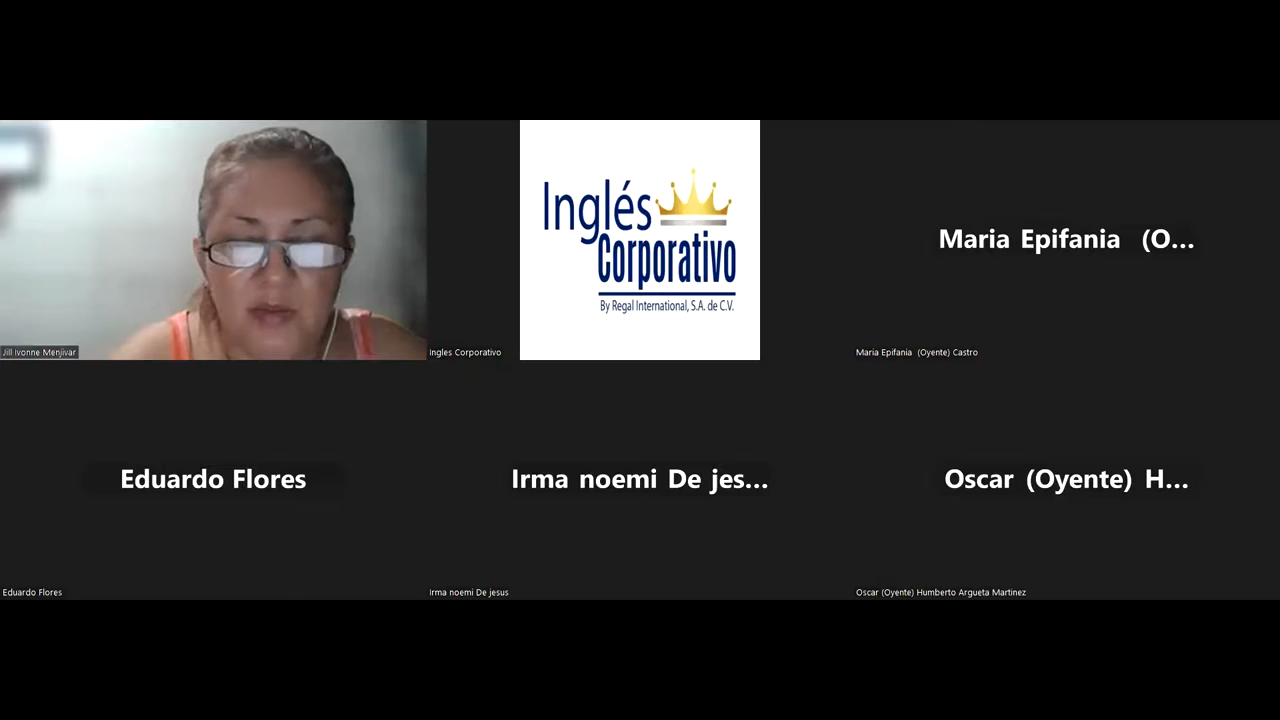 Inglés
Corporativo
By Regal International, S.A. de C.V.
Maria Epifania (O...
Jill Ivonne Menjivar
Ingles Corporativo
Maria Epifania (Oyente) Castro
Eduardo Flores
Irma noemi De jes...
Oscar (Oyente) H...
Eduardo Flores
Irma noemi De jesus
Oscar (Oyente) Humberto Argueta Martinez